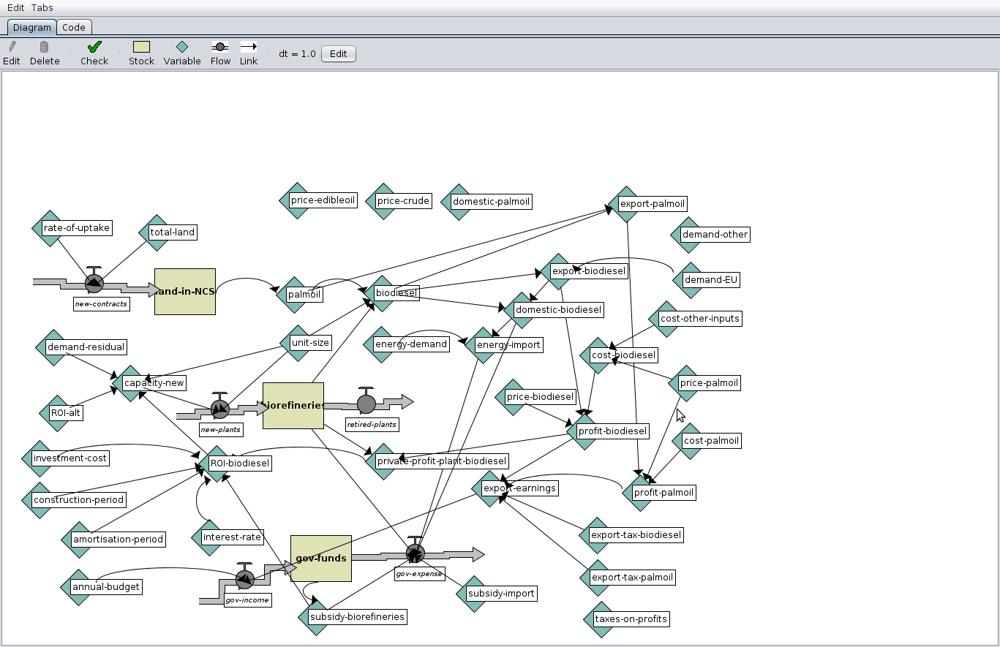 Edit Tabs
Diagram Code
Edit Delete Check Stock Variable Flow Link dt = 1.0 Edit
price-edibleoil price-crude domestic-palmoil export-palmoil
rate-of-uptake total-land demand-other
export-biesel
demand-EU
land-in-NCS
palmoil biodiesel
new-contracts
domestic-biodiesel
cost-other-inputs
demand-residual unit-size energy-demand energy-import
cost-biodiesel
capacity-new price-palmoil
price-biodiesel
biorefineries
ROI-alt retired-plants
new-plants profit-biodiesel
cost-palmoil
investment-cost ROI-biodiesel private-profit-plant-biodiesel
export-earnings profit-palmoil
construction-period
amortisation-period interest-rate export-tax-biodiesel
gov-funds
gov-expense
export-tax-palmoil
annual-budget subsidy-import
gov-income
subsidy-biorefineries taxes-on-profits